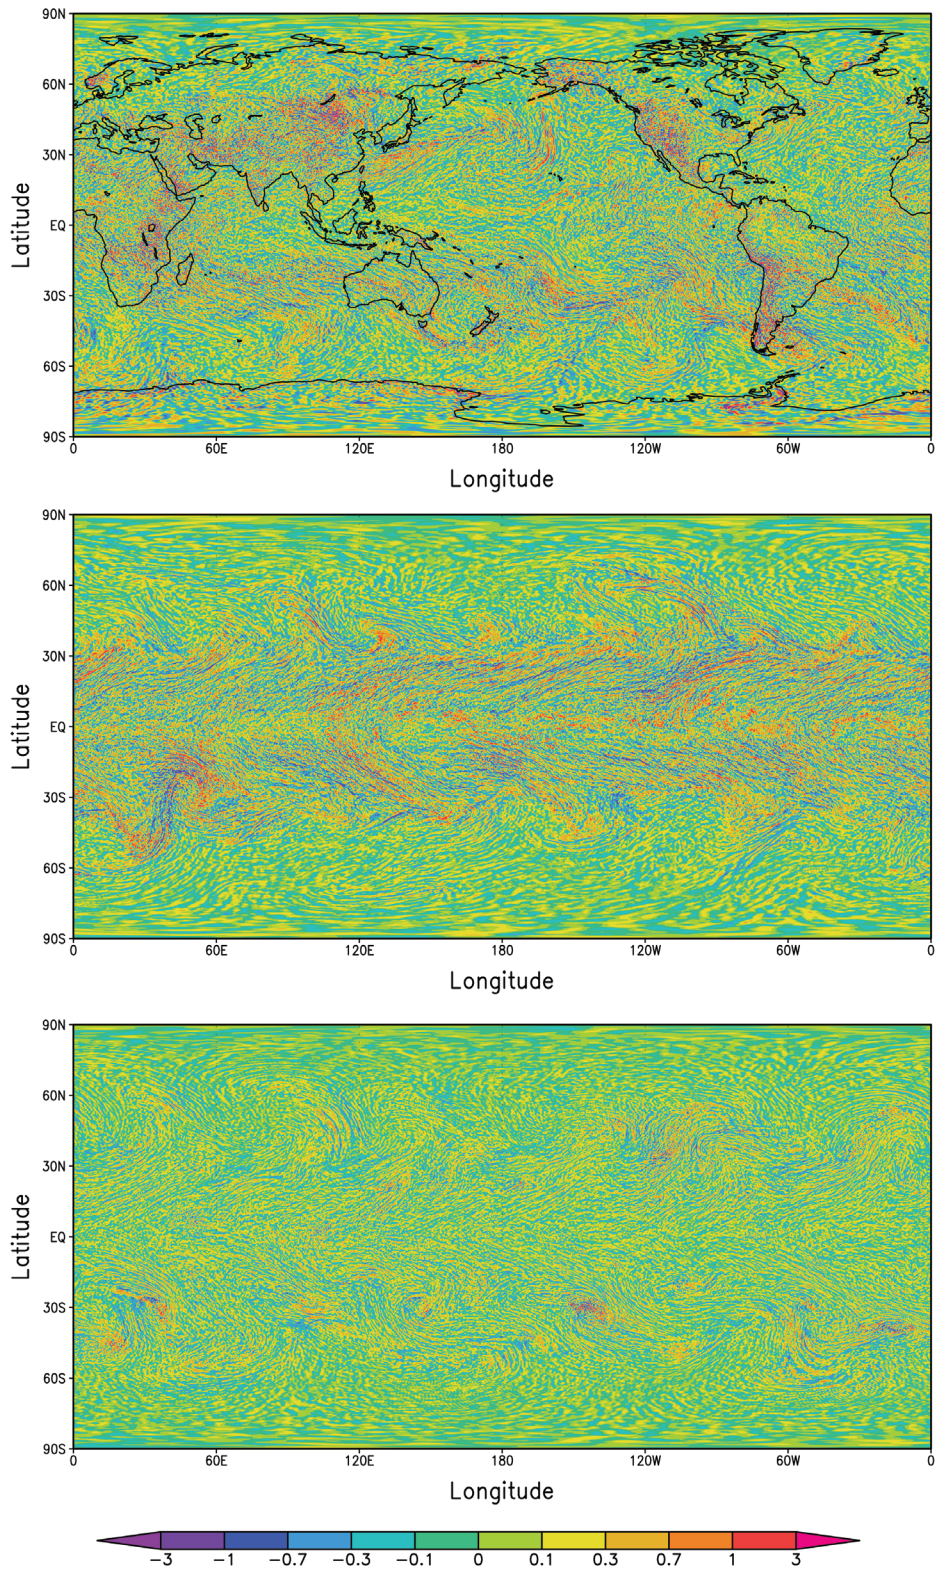 90N
60N
30N
EQ
30S
60S
90S
Latitude
0 60E 120E 180 120W 60W 0
Longitude
90N
60N
30N
EQ
30S
60S
90S
Latitude
0 60E 120E 180 120W 60W 0
Longitude
90N
60N
30N
EQ
30S
60S
90S
Latitude
0 60E 120E 180 120W 60W 0
Longitude
−3 −1 −0.7 −0.3 −0.1 0 0.1 0.3 0.7 1 3